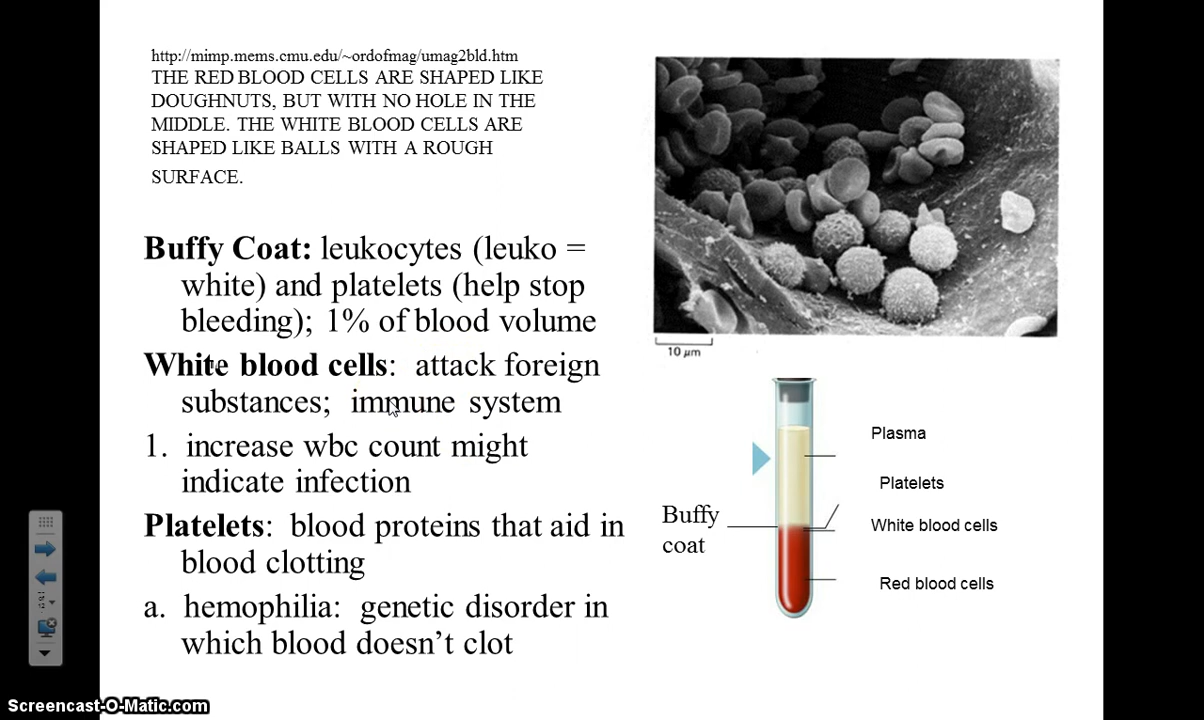 http://mimp.mems.cmu.edu/~ordofmag/umag2bld.htm
THE RED BLOOD CELLS ARE SHAPED LIKE
DOUGHNUTS, BUT WITH NO HOLE IN THE
MIDDLE. THE WHITE BLOOD CELLS ARE
SHAPED LIKE BALLS WITH A ROUGH
SURFACE.
Buffy Coat: leukocytes (leuko =
white) and platelets (help stop
bleeding); 1% of blood volume
White blood cells: attack foreign
substances; immune system
1. increase wbc count might
indicate infection
Platelets: blood proteins that aid in
blood clotting
a. hemophilia: genetic disorder in
which blood doesn't clot
10 µm
Plasma
Platelets
Buffy
coat
White blood cells
Red blood cells
Screencast-O-Matic.com